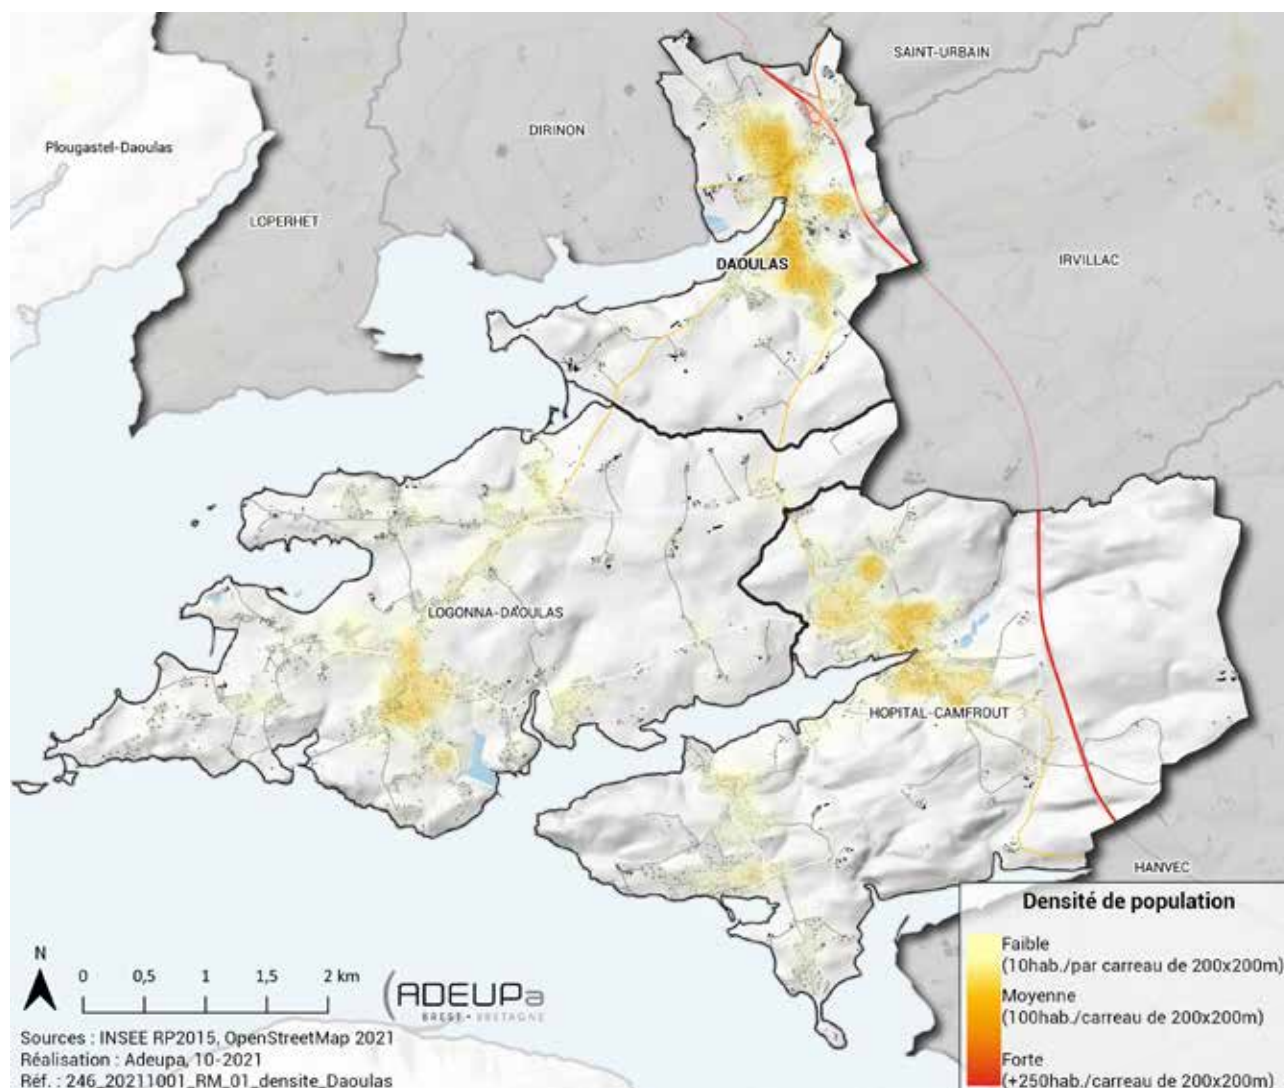 SAINT-URBAIN
DIRINON
Plougastel-Daoulas
LOPERHET
IRVILLAC
DAOULAS
LOGONNA-DAOULAS
HOPITAL-CAMFROUT
HANVEC
Densité de population
Faible
(10hab./par carreau de 200x200m)
Moyenne
(100hab./carreau de 200x200m)
Forte
(+250hab./carreau de 200x200m)
N
0 0,5 1 1,5 2 km
ADEUPa
BREST • BRETAGNE
Sources : INSEE RP2015, OpenStreetMap 2021
Réalisation : Adeupa, 10-2021
Réf. : 246_20211001_RM_01_densite_Daoulas